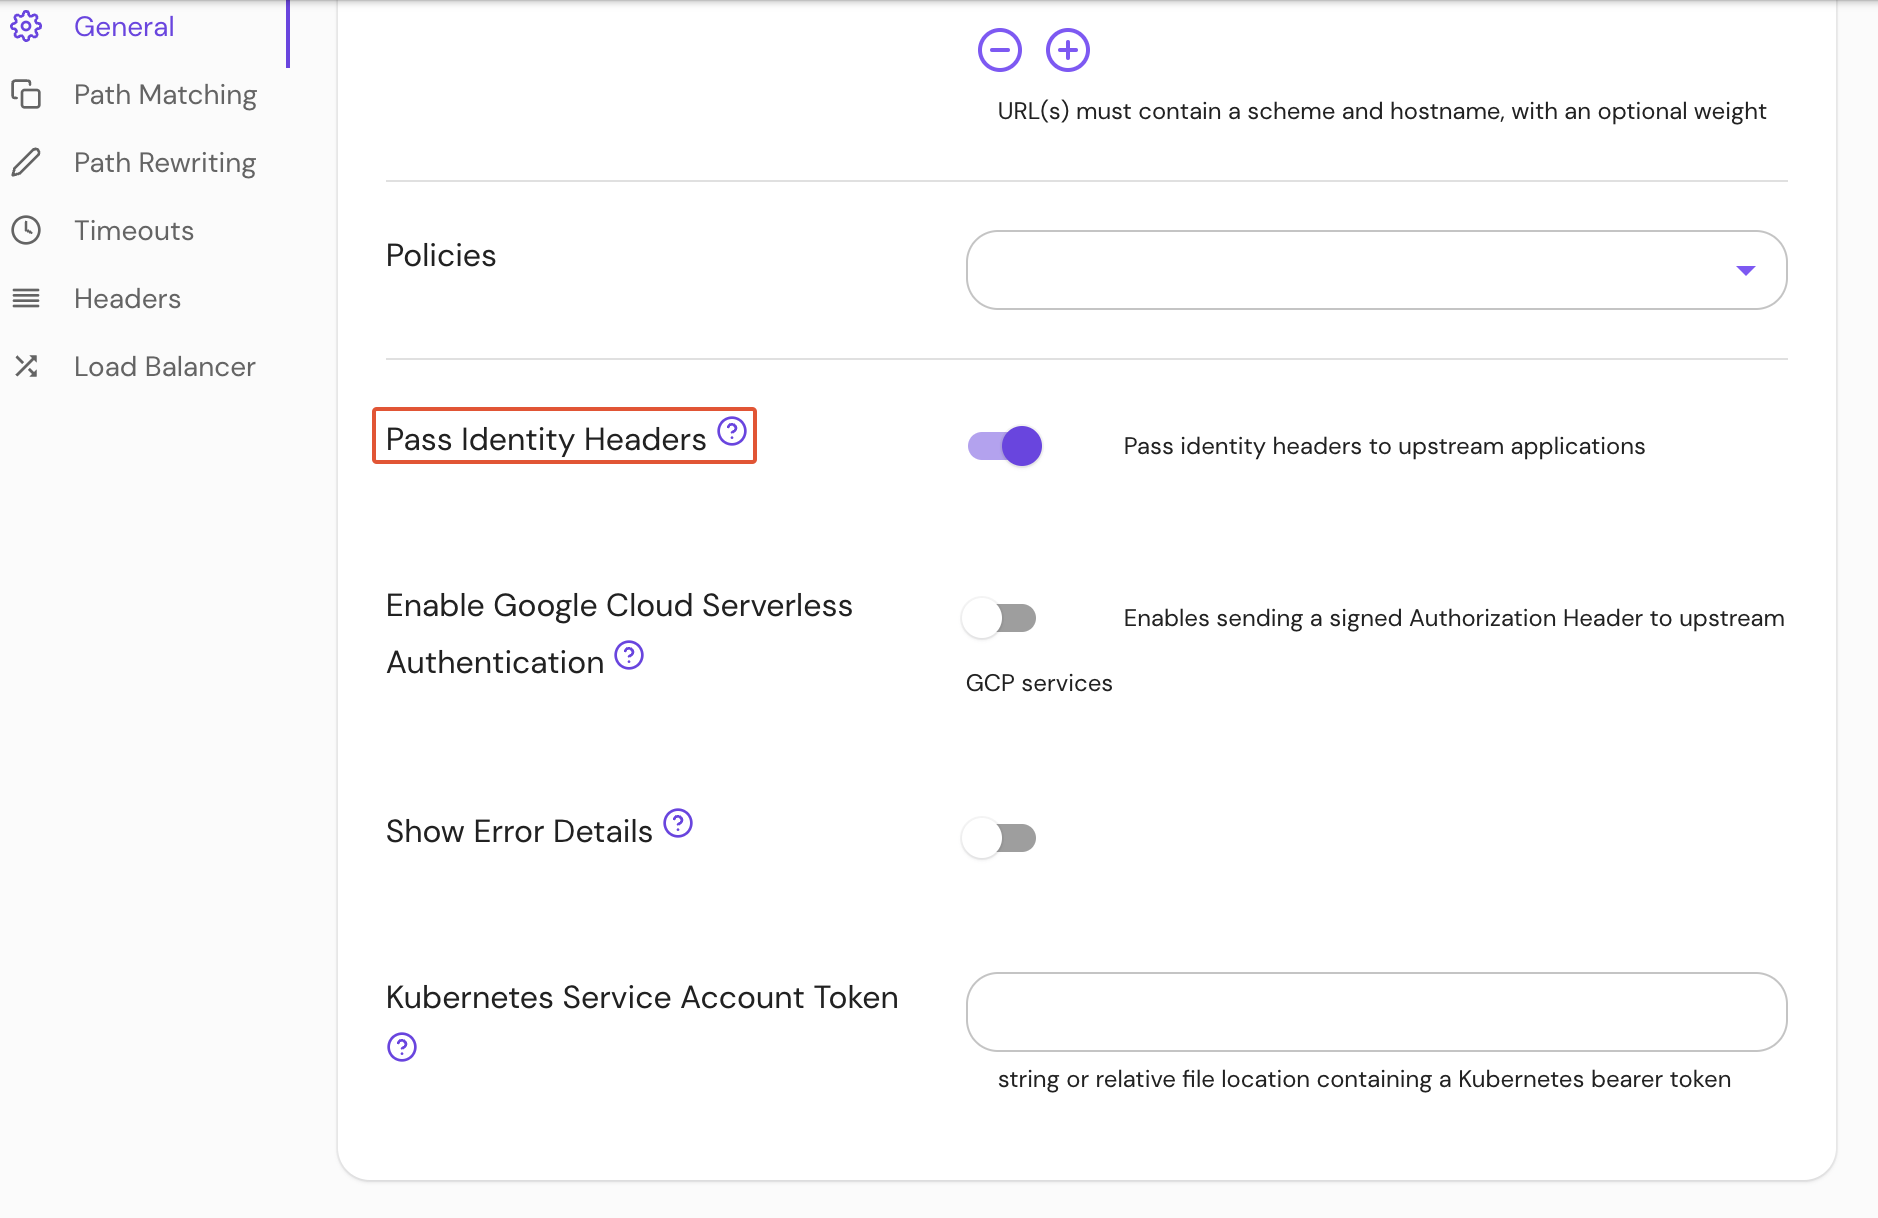 General
Path Matching
Path Rewriting
Timeouts
Headers
Load Balancer
URL(s) must contain a scheme and hostname, with an optional weight
Policies
Pass Identity Headers
Pass identity headers to upstream applications
Enable Google Cloud Serverless
Authentication
Enables sending a signed Authorization Header to upstream
GCP services
Show Error Details
Kubernetes Service Account Token
string or relative file location containing a Kubernetes bearer token